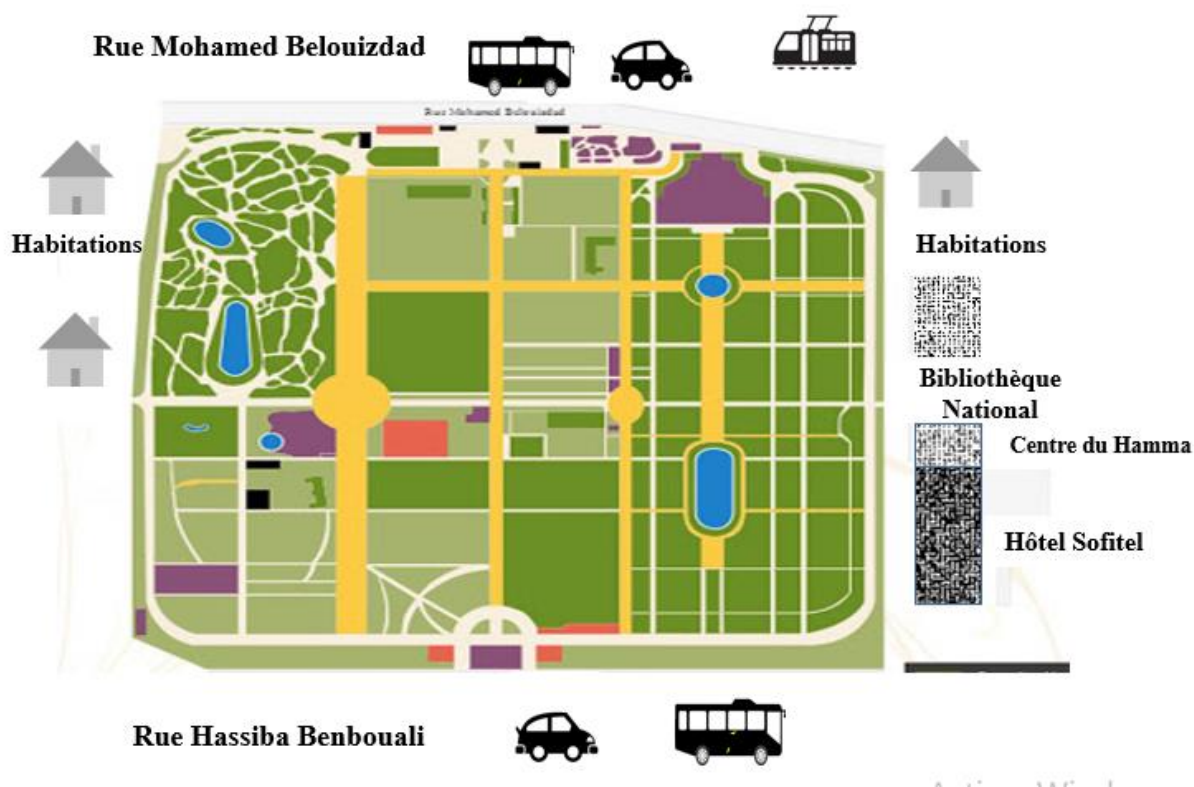 Rue Mohamed Belouizdad
Rue Mohamed Belouizdad
Habitations
Habitations
Bibliothèque
National
Centre du Hamma
Hôtel Sofitel
Rue Hassiba Benbouali